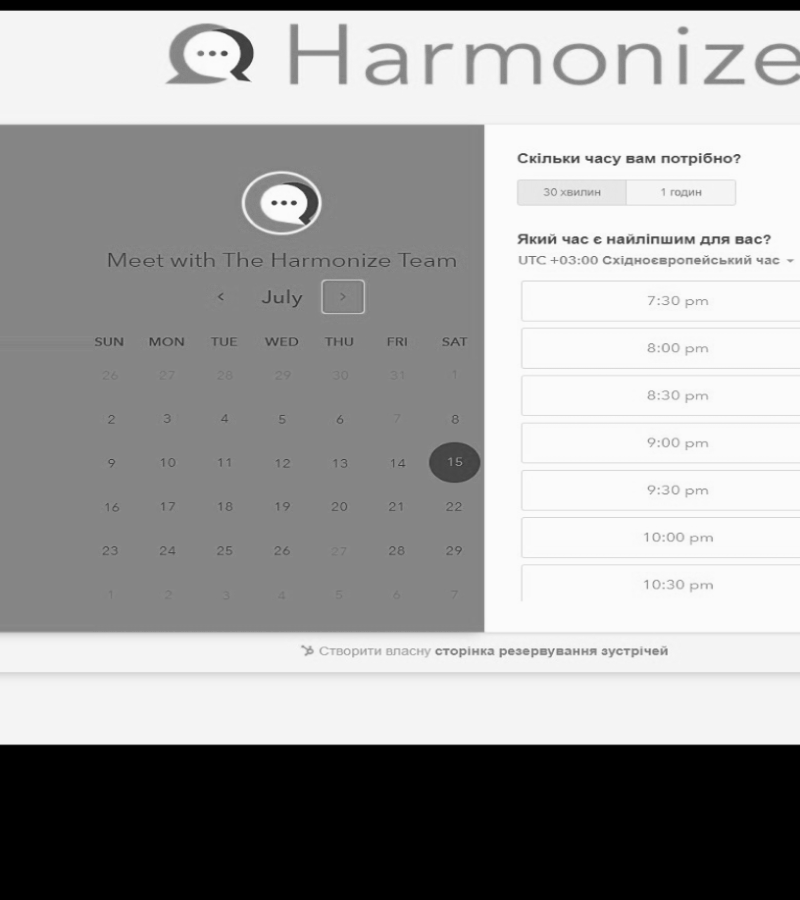 Harmonize
Meet with The Harmonize Team
< July >
SUN MON TUE WED THU FRI SAT
26 27 28 29 30 31 1
2 3 4 5 6 7 8
9 10 11 12 13 14 15
16 17 18 19 20 21 22
23 24 25 26 27 28 29
1 2 3 4 5 6 7
Скільки часу вам потрібно?
30 хвилин 1 годин
Який час є найліпшим для вас?
UTC +03:00 Східноєвропейський час
7:30 pm
8:00 pm
8:30 pm
9:00 pm
9:30 pm
10:00 pm
10:30 pm
Створити власну сторінка резервування зустрічей